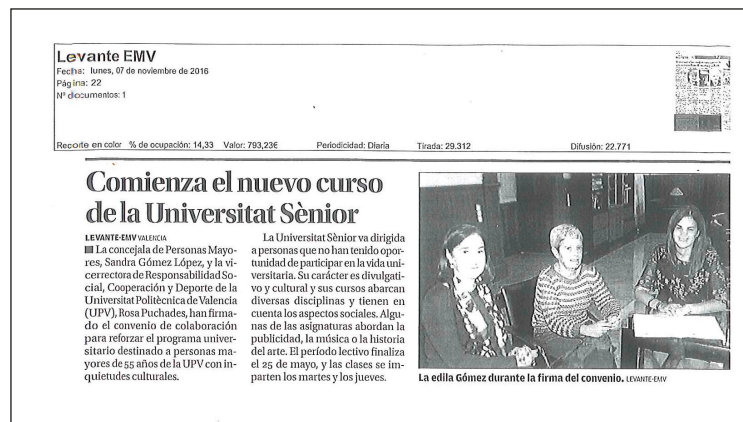 Levante EMV
Fecha: lunes, 07 de noviembre de 2016
Página: 22
Nº documentos: 1
Recorte en color % de ocupación: 14,33 Valor: 793,23€ Periodicidad: Diaria Tirada: 29.312 Difusión: 22.771
Comienza el nuevo curso
de la Universitat Sènior
LEVANTE-EMV VALENCIA
La concejala de Personas Mayo-
res, Sandra Gómez López, y la vi-
cerrectora de Responsabilidad So-
cial, Cooperación y Deporte de la
Universitat Politècnica de Valencia
(UPV), Rosa Puchades, han firma-
do el convenio de colaboración
para reforzar el programa univer-
sitario destinado a personas ma-
yores de 55 años de la UPV con in-
quietudes culturales.
La Universitat Sènior va dirigida
a personas que no han tenido opor-
tunidad de participar en la vida uni-
versitaria. Su carácter es divulgati-
vo y cultural y sus cursos abarcan
diversas disciplinas y tienen en
cuenta los aspectos sociales. Algu-
nas de las asignaturas abordan la
publicidad, la música o la historia
del arte. El período lectivo finaliza
el 25 de mayo, y las clases se im-
parten los martes y los jueves.
La edila Gómez durante la firma del convenio. LEVANTE-EMV